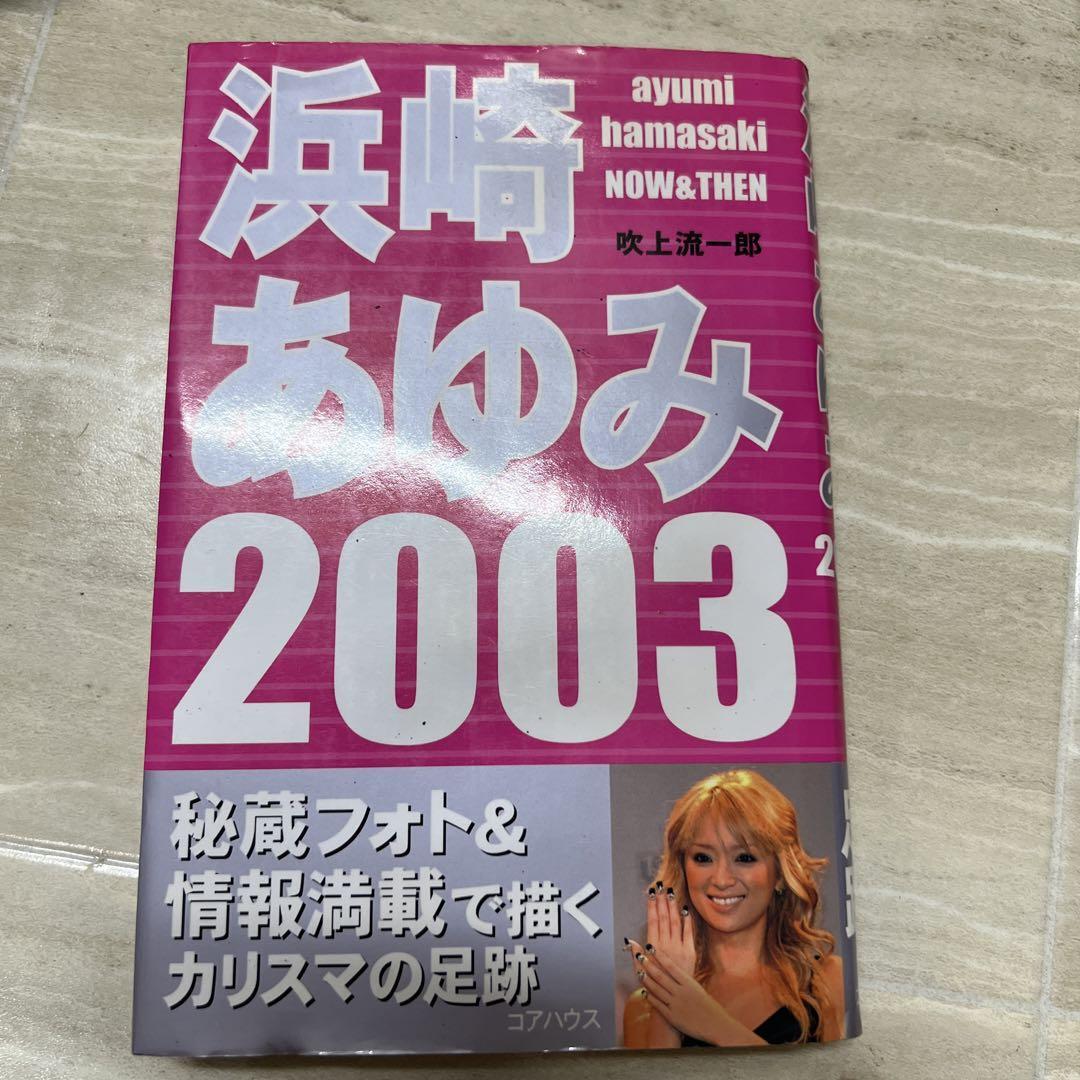 浜崎
あゆみ
2003
ayumi
hamasaki
NOW&THEN
吹上流一郎
秘蔵フォト&
情報満載で描く
カリスマの足跡
コアハウス